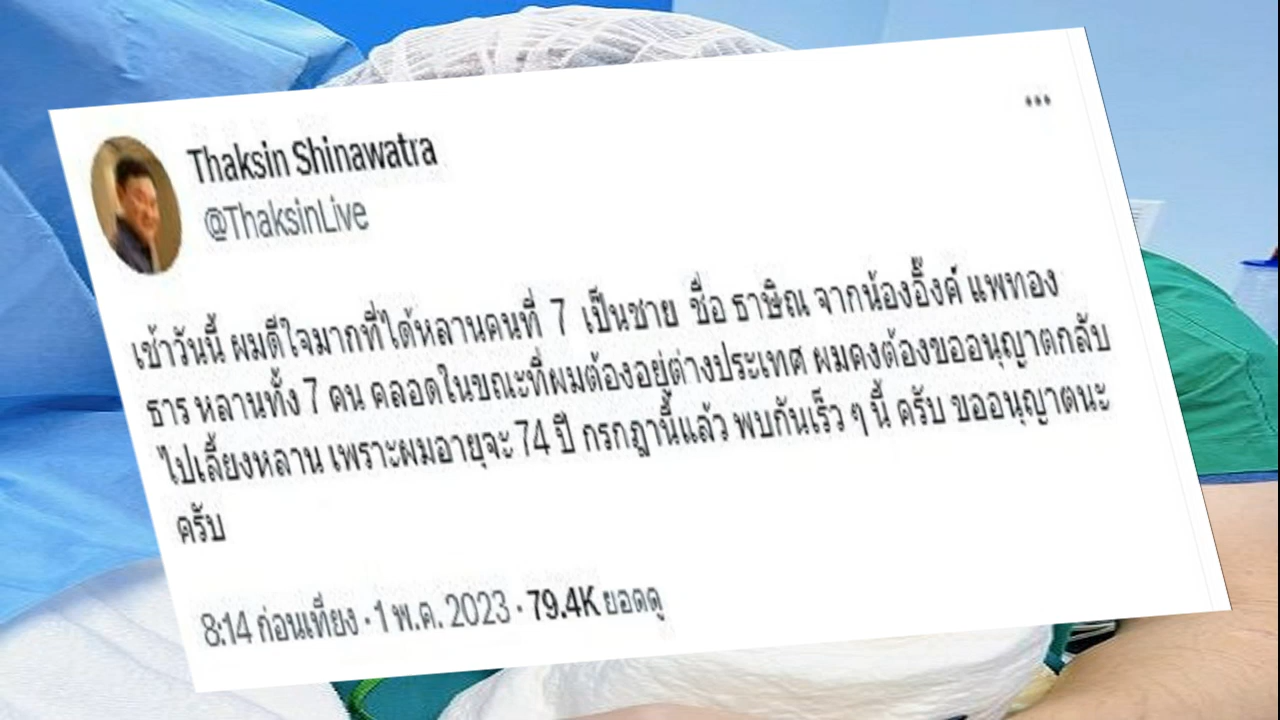 Thaksin Shinawatra
@ThaksinLive
เช้าวันนี้ ผมดีใจมากที่ได้หลานคนที่ 7 เป็นชาย ชื่อ ธาษิณ จากน้องอิ๊งค์ แพทอง
ธาร หลานทั้ง 7 คน คลอดในขณะที่ผมต้องอยู่ต่างประเทศ ผมคงต้องขออนุญาตกลับ
ไปเลี้ยงหลาน เพราะผมอายุจะ 74 ปี กรกฎานี้แล้ว พบกันเร็ว ๆ นี้ ครับ ขออนุญาตนะ
ครับ
8:14 ก่อนเที่ยง · 1 พ.ค. 2023 · 79.4K ยอดดู